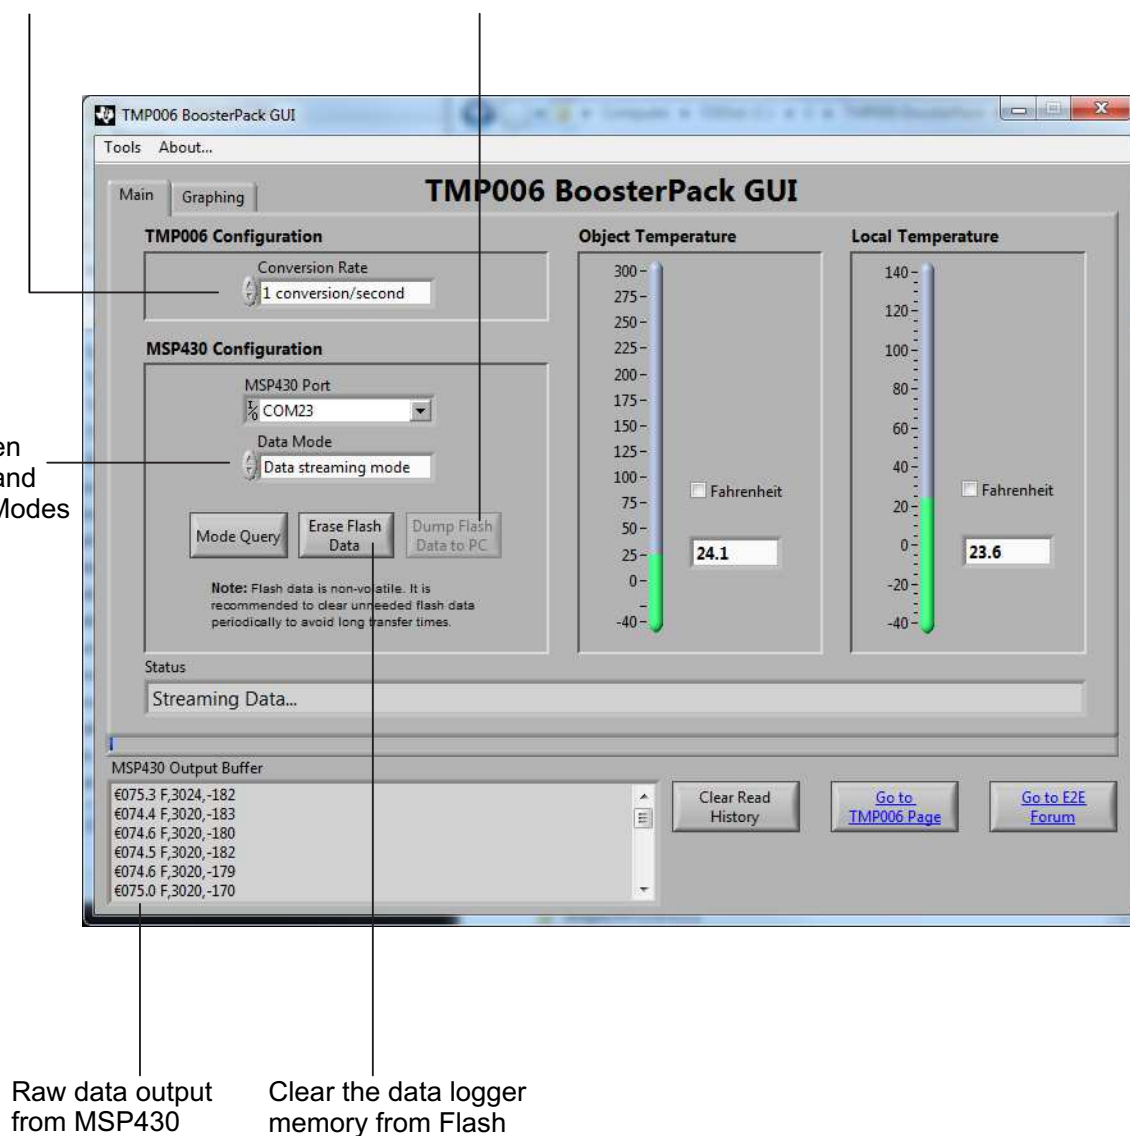 TMP006 BoosterPack GUI
Tools About...
Main Graphing
TMP006 BoosterPack GUI
TMP006 Configuration
Conversion Rate
1 conversion/second
MSP430 Configuration
MSP430 Port
COM23
Data Mode
Data streaming mode
en
and
Modes
Mode Query
Erase Flash
Data
Dump Flash
Data to PC
Note: Flash data is non-volatile. It is
recommended to clear unneeded flash data
periodically to avoid long transfer times.
Object Temperature
300
275
250
225
200
175
150
125
100
75
50
25
0
-40
Fahrenheit
24.1
Local Temperature
140
120
100
80
60
40
20
0
-20
-40
Fahrenheit
23.6
Status
Streaming Data...
MSP430 Output Buffer
€075.3 F,3024,-182
€074.4 F,3020,-183
€074.6 F,3020,-180
€074.5 F,3020,-182
€074.6 F,3020,-179
€075.0 F,3020,-170
Clear Read
History
Go to
TMP006 Page
Go to E2E
Forum
Raw data output
from MSP430
Clear the data logger
memory from Flash